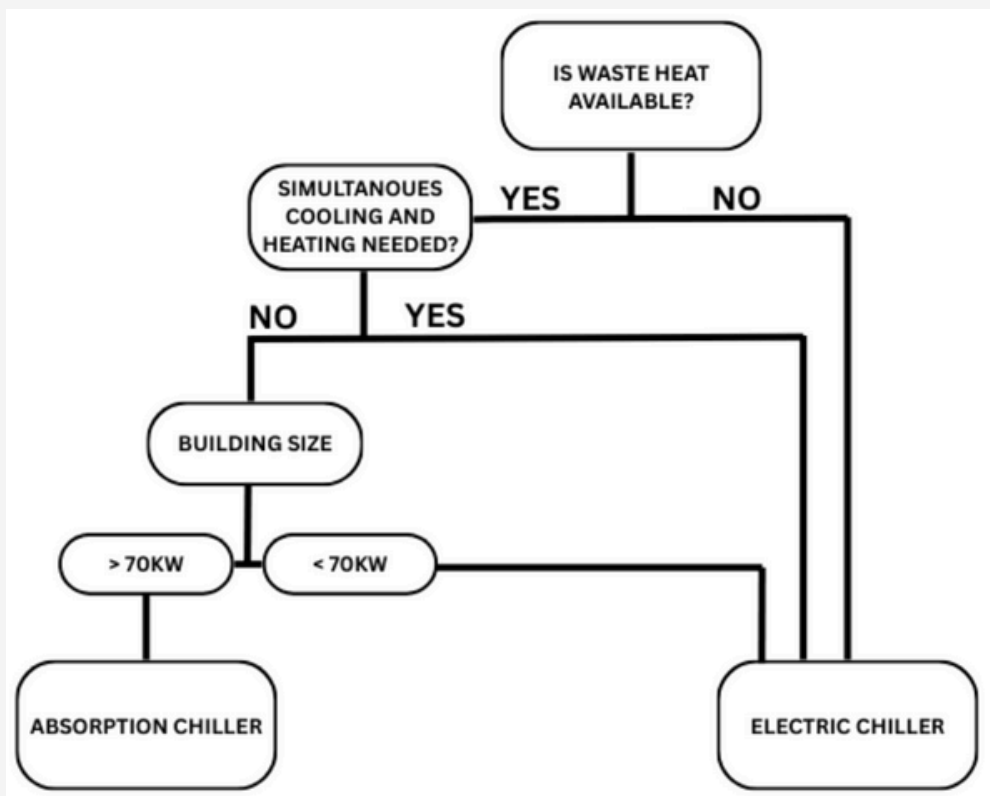 IS WASTE HEAT
AVAILABLE?
SIMULTANOUES
COOLING AND
HEATING NEEDED?
YES
NO
NO
YES
BUILDING SIZE
> 70KW
< 70KW
ABSORPTION CHILLER
ELECTRIC CHILLER